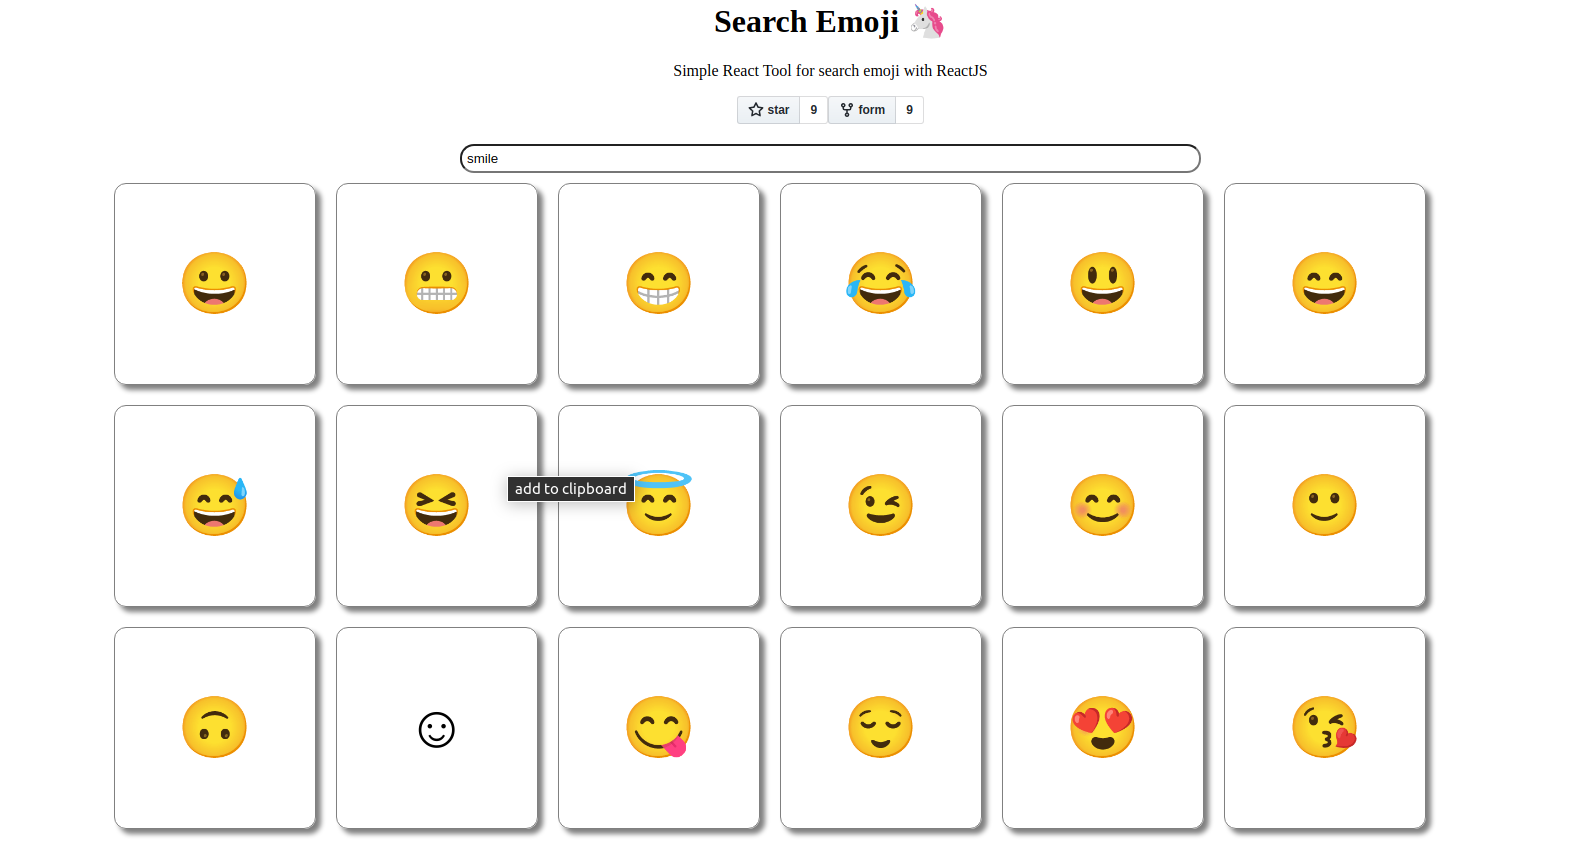 Search Emoji 🦄
Simple React Tool for search emoji with ReactJS
star 9 form 9
smile
add to clipboard